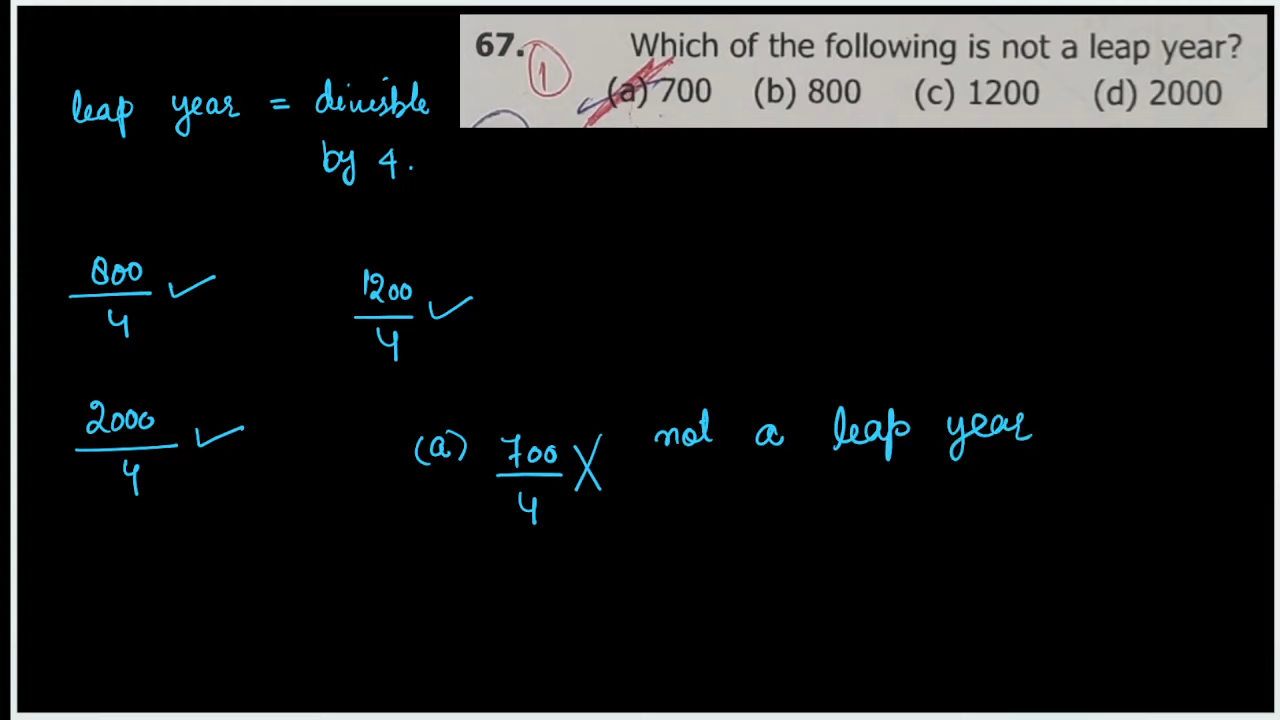 67. Which of the following is not a leap year?
1 (a) 700 (b) 800 (c) 1200 (d) 2000
leap year = divisble
by 4.
800/4 ✓ 1200/4 ✓
2000/4 ✓ (a) 700/4 X not a leap year